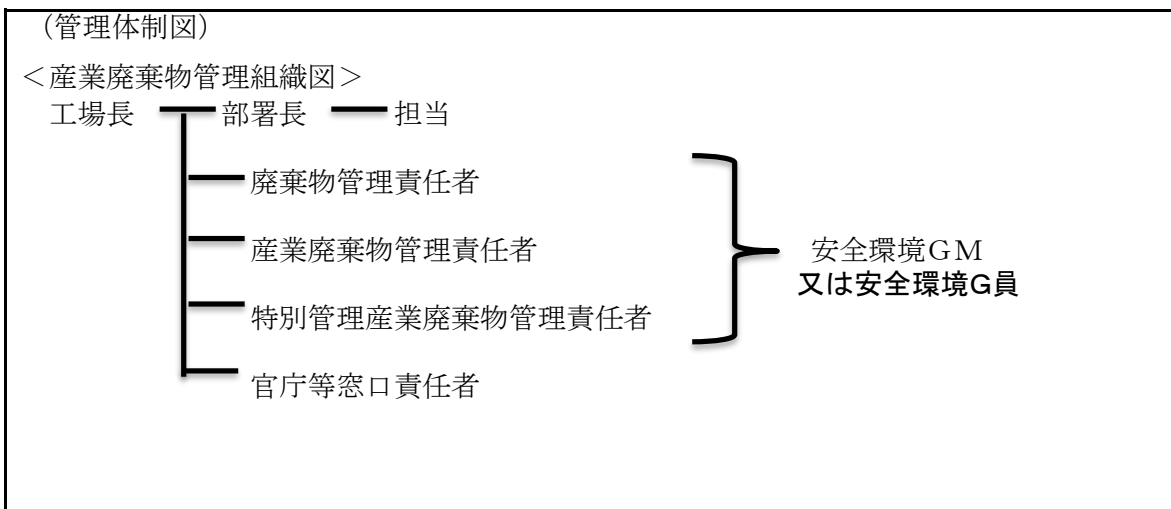 （管理体制図）
＜産業廃棄物管理組織図＞
工場長 部署長 担当
廃棄物管理責任者
産業廃棄物管理責任者
特別管理産業廃棄物管理責任者
官庁等窓口責任者
安全環境ＧＭ
又は安全環境G員